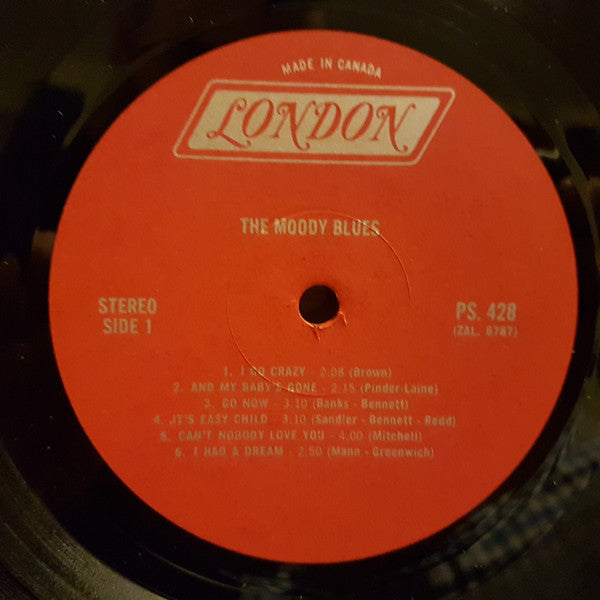 MADE IN CANADA
LONDON
THE MOODY BLUES
STEREO
SIDE 1
PS. 428
(ZAL. 6787)
1. I GO CRAZY - 2:08 (Brown)
2. AND MY BABY'S GONE - 2:15 (Pinder-Laine)
3. GO NOW - 3:10 (Banks - Bennett)
4. IT'S EASY CHILD - 3:10 (Sandler - Bennett - Redd)
5. CAN'T NOBODY LOVE YOU - 4:00 (Mitchell)
6. I HAD A DREAM - 2:50 (Mann - Greenwich)